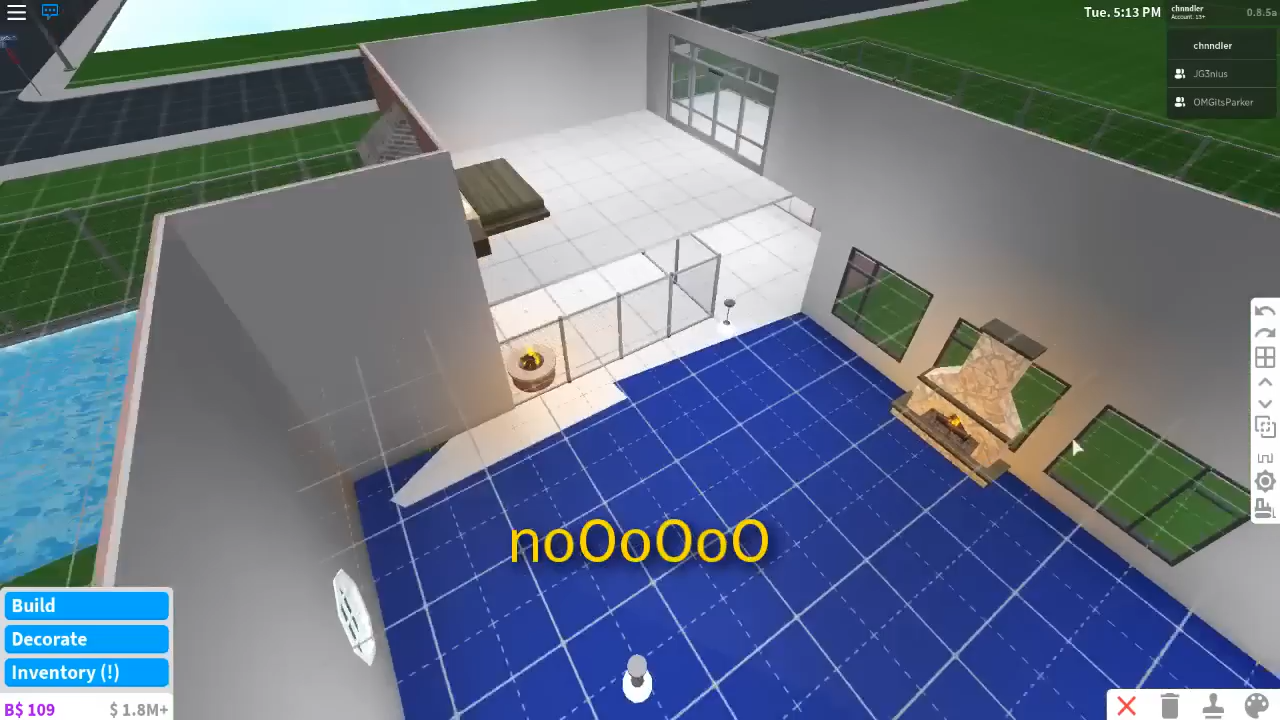 Tue. 5:13 PM
chnndler
Account: 13+
0.8.5a
chnndler
JG3nius
OMGItsParker
noOoOoO
Build
Decorate
Inventory (!)
B$ 109
$ 1.8M+